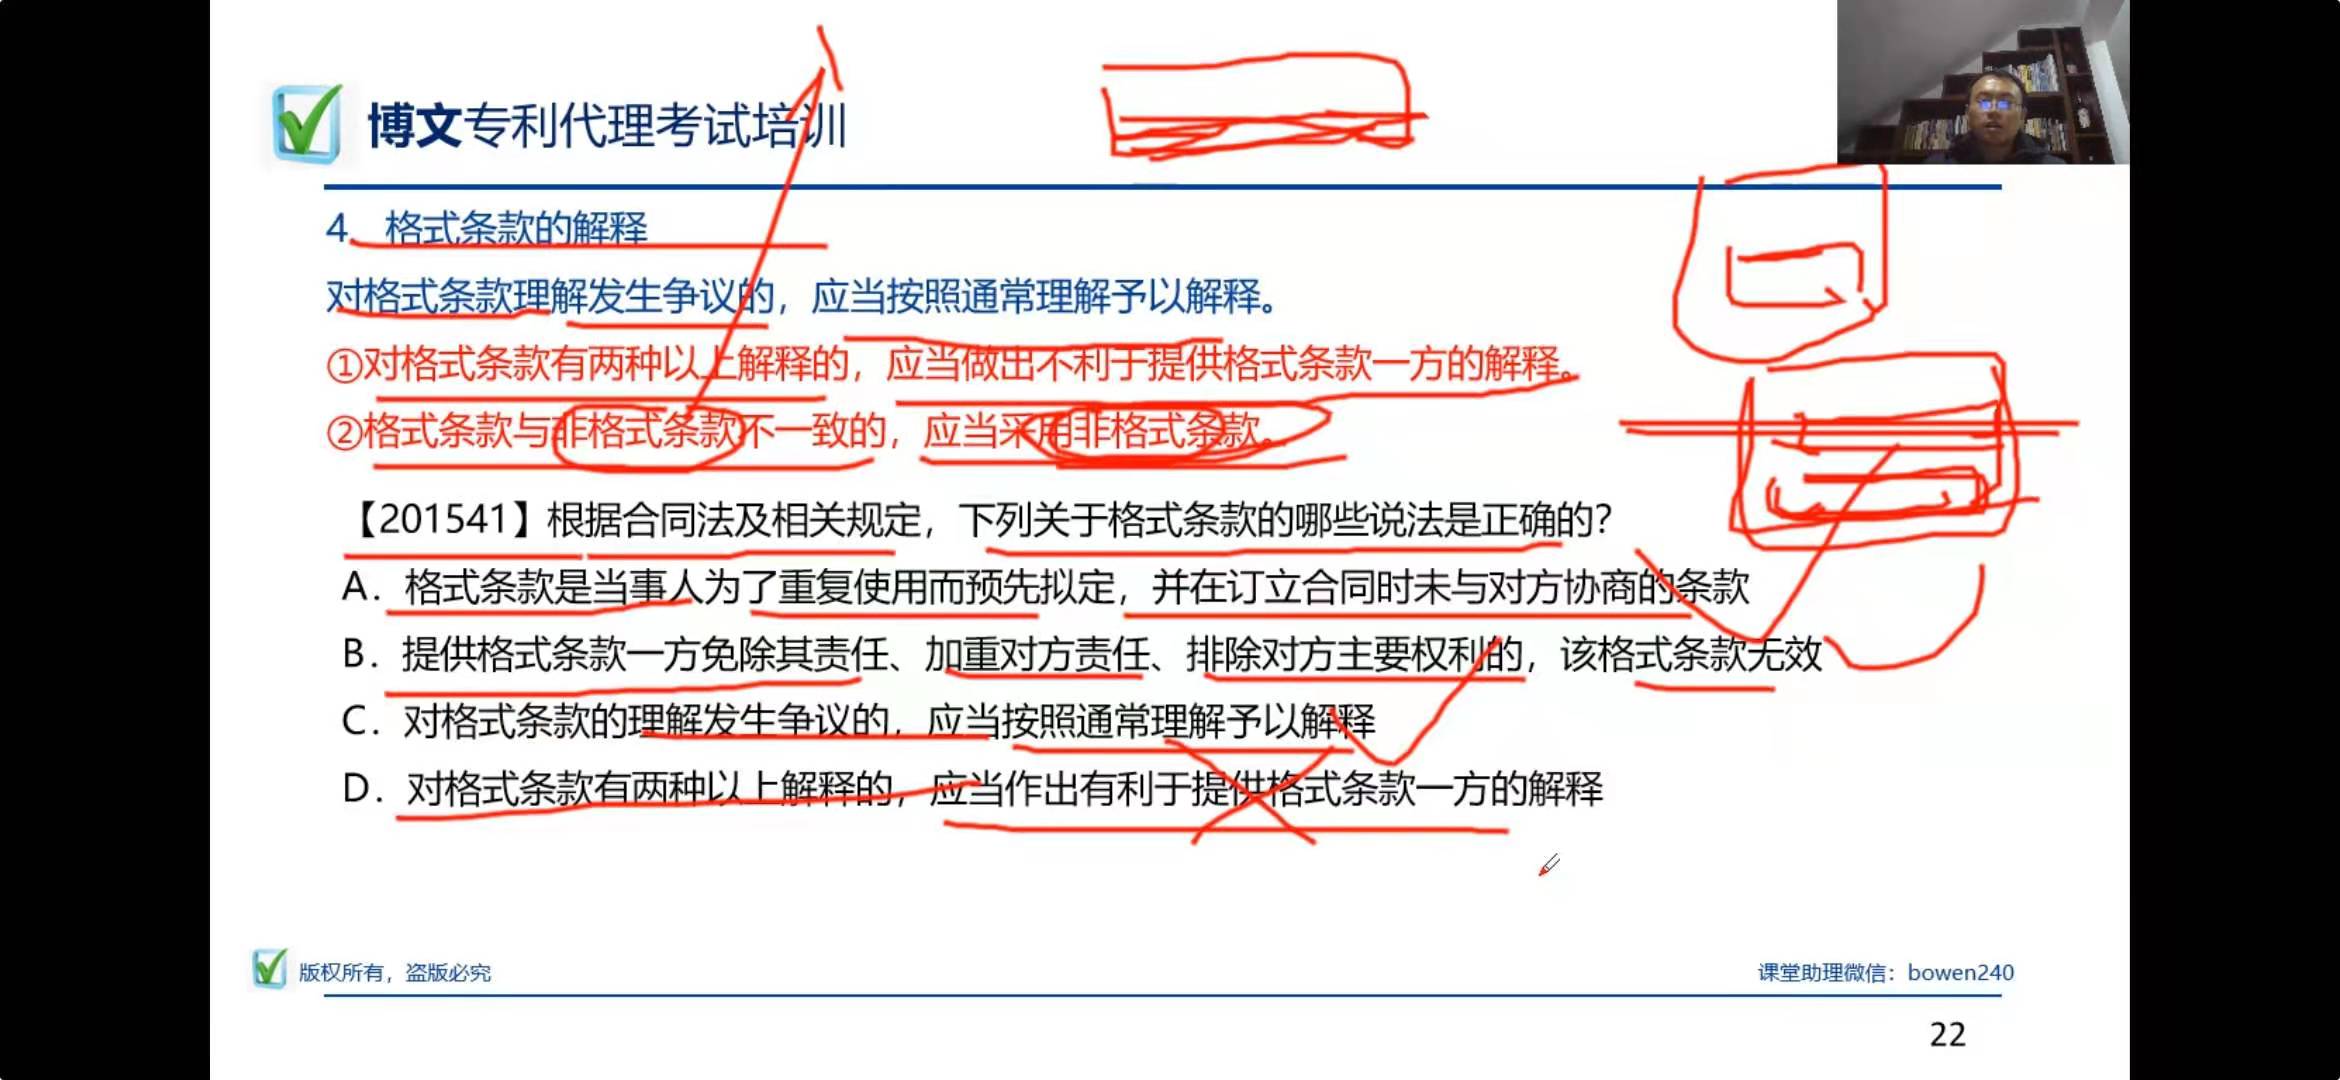 博文专利代理考试培训
4、格式条款的解释
对格式条款理解发生争议的，应当按照通常理解予以解释。
①对格式条款有两种以上解释的，应当做出不利于提供格式条款一方的解释。
②格式条款与非格式条款不一致的，应当采用非格式条款。
【201541】根据合同法及相关规定，下列关于格式条款的哪些说法是正确的？
A．格式条款是当事人为了重复使用而预先拟定，并在订立合同时未与对方协商的条款
B．提供格式条款一方免除其责任、加重对方责任、排除对方主要权利的，该格式条款无效
C．对格式条款的理解发生争议的，应当按照通常理解予以解释
D．对格式条款有两种以上解释的，应当作出有利于提供格式条款一方的解释
版权所有，盗版必究
课堂助理微信：bowen240
22